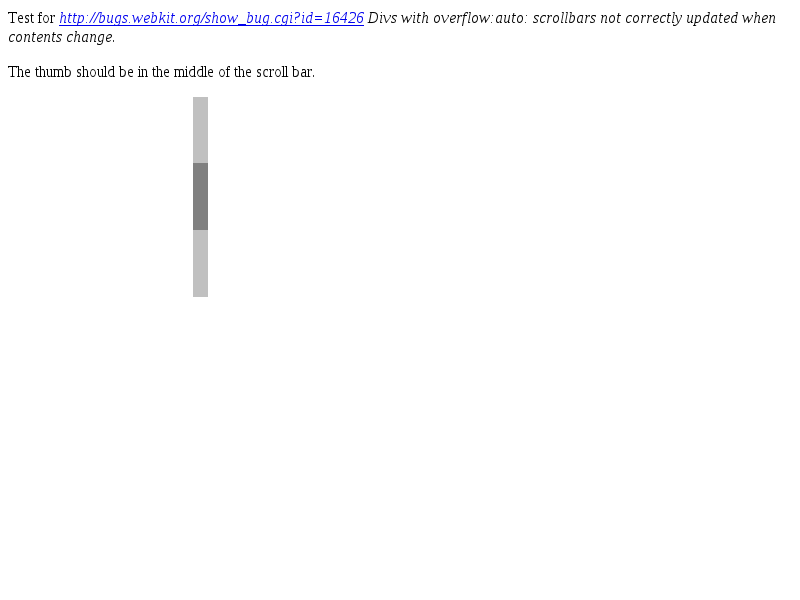 Test for http://bugs.webkit.org/show_bug.cgi?id=16426 Divs with overflow:auto: scrollbars not correctly updated when
contents change.
The thumb should be in the middle of the scroll bar.